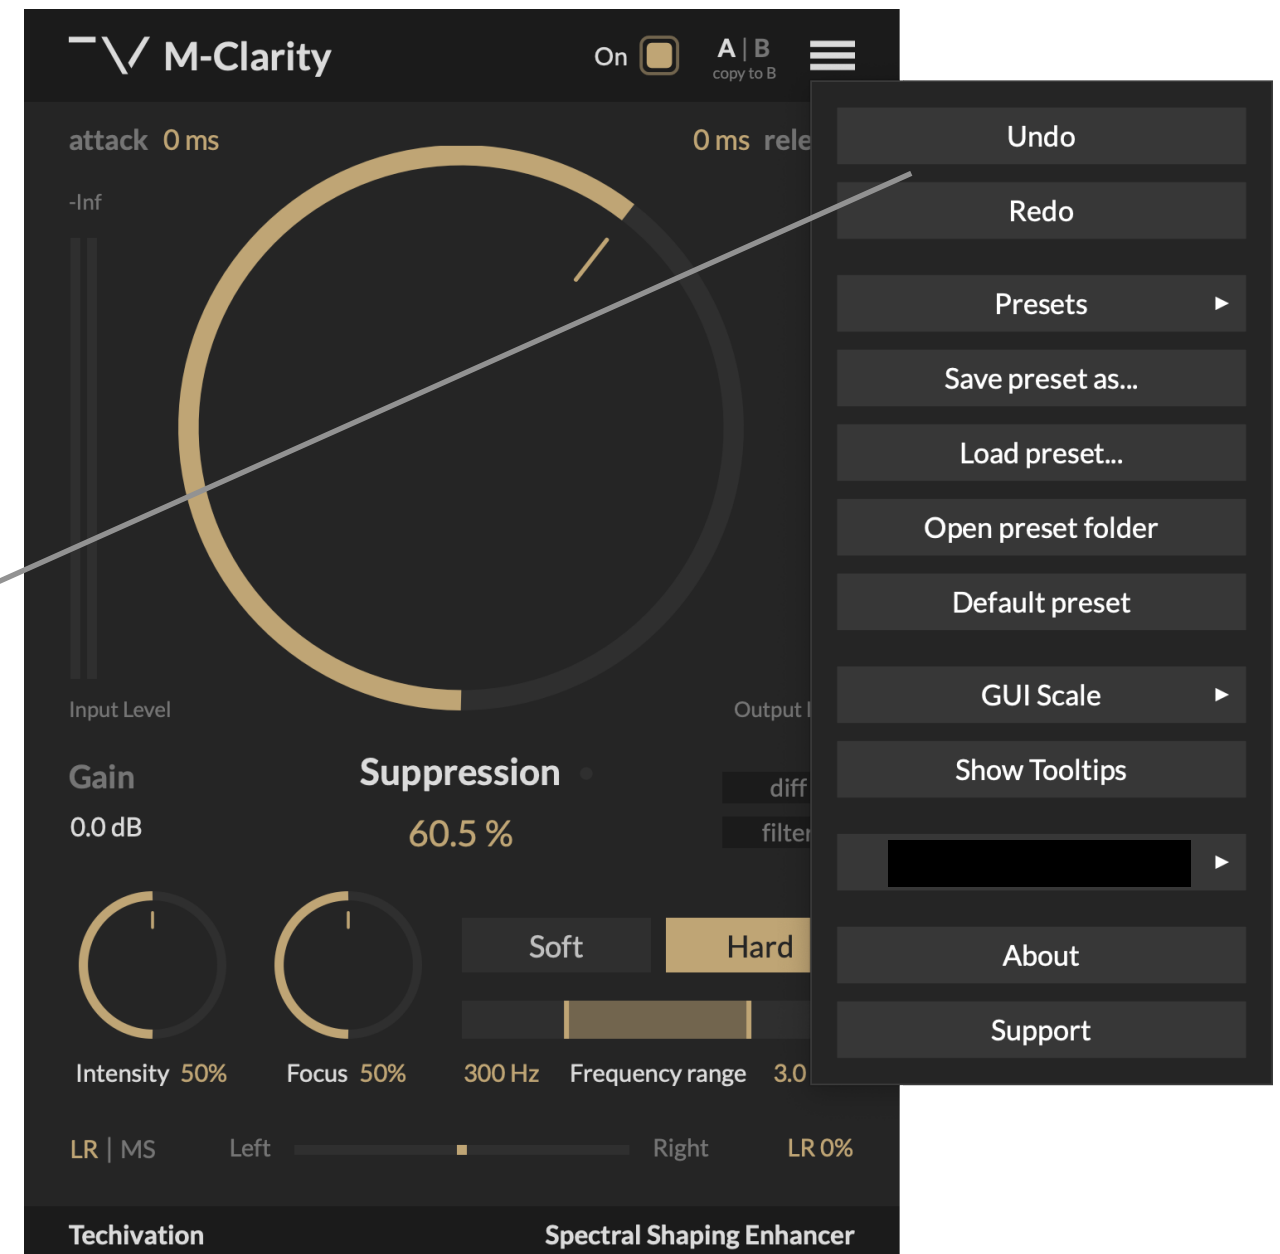 M-Clarity
On
A | B
copy to B
attack 0 ms
0 ms rele
-Inf
Input Level
Output
Gain
0.0 dB
Suppression
60.5 %
diff
filter
Soft
Hard
Intensity 50%
Focus 50%
300 Hz Frequency range 3.0
LR | MS
Left
Right
LR 0%
Techivation
Spectral Shaping Enhancer
Undo
Redo
Presets
Save preset as...
Load preset...
Open preset folder
Default preset
GUI Scale
Show Tooltips
About
Support